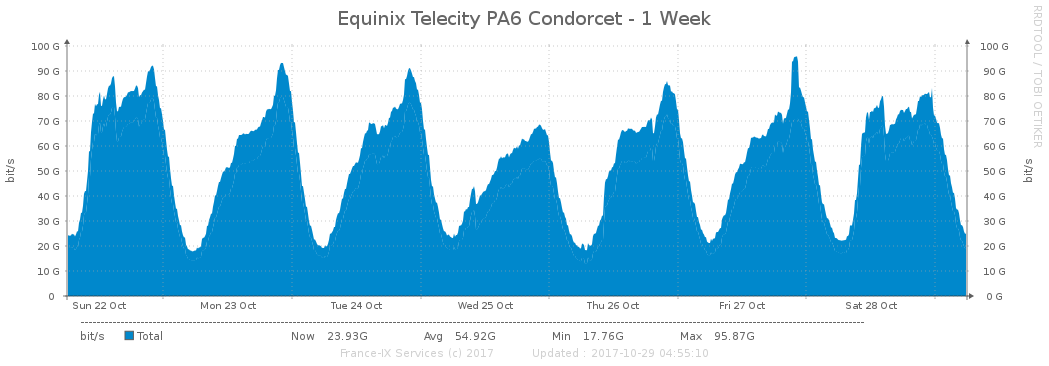 Equinix Telecity PA6 Condorcet - 1 Week
RRDTOOL / TOBI OETIKER
100 G 100 G
90 G 90 G
80 G 80 G
70 G 70 G
60 G 60 G
50 G 50 G
40 G 40 G
30 G 30 G
20 G 20 G
10 G 10 G
0 0 G
bit/s bit/s
Sun 22 Oct Mon 23 Oct Tue 24 Oct Wed 25 Oct Thu 26 Oct Fri 27 Oct Sat 28 Oct
bit/s Total Now 23.93G Avg 54.92G Min 17.76G Max 95.87G
France-IX Services (c) 2017 Updated : 2017-10-29 04:55:10